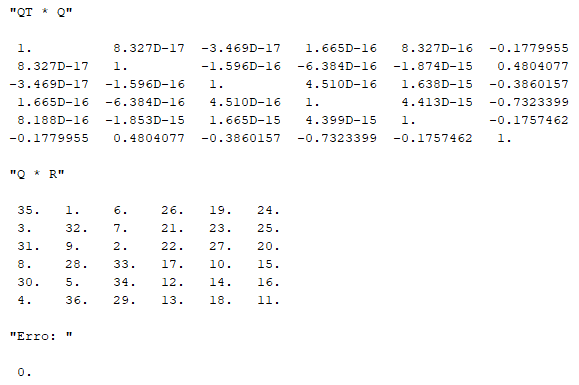 "QT * Q"
1. 8.327D-17 -3.469D-17 1.665D-16 8.327D-16 -0.1779955
8.327D-17 1. -1.596D-16 -6.384D-16 -1.874D-15 0.4804077
-3.469D-17 -1.596D-16 1. 4.510D-16 1.638D-15 -0.3860157
1.665D-16 -6.384D-16 4.510D-16 1. 4.413D-15 -0.7323399
8.188D-16 -1.853D-15 1.665D-15 4.399D-15 1. -0.1757462
-0.1779955 0.4804077 -0.3860157 -0.7323399 -0.1757462 1.
"Q * R"
35. 1. 6. 26. 19. 24.
3. 32. 7. 21. 23. 25.
31. 9. 2. 22. 27. 20.
8. 28. 33. 17. 10. 15.
30. 5. 34. 12. 14. 16.
4. 36. 29. 13. 18. 11.
"Erro: "
0.